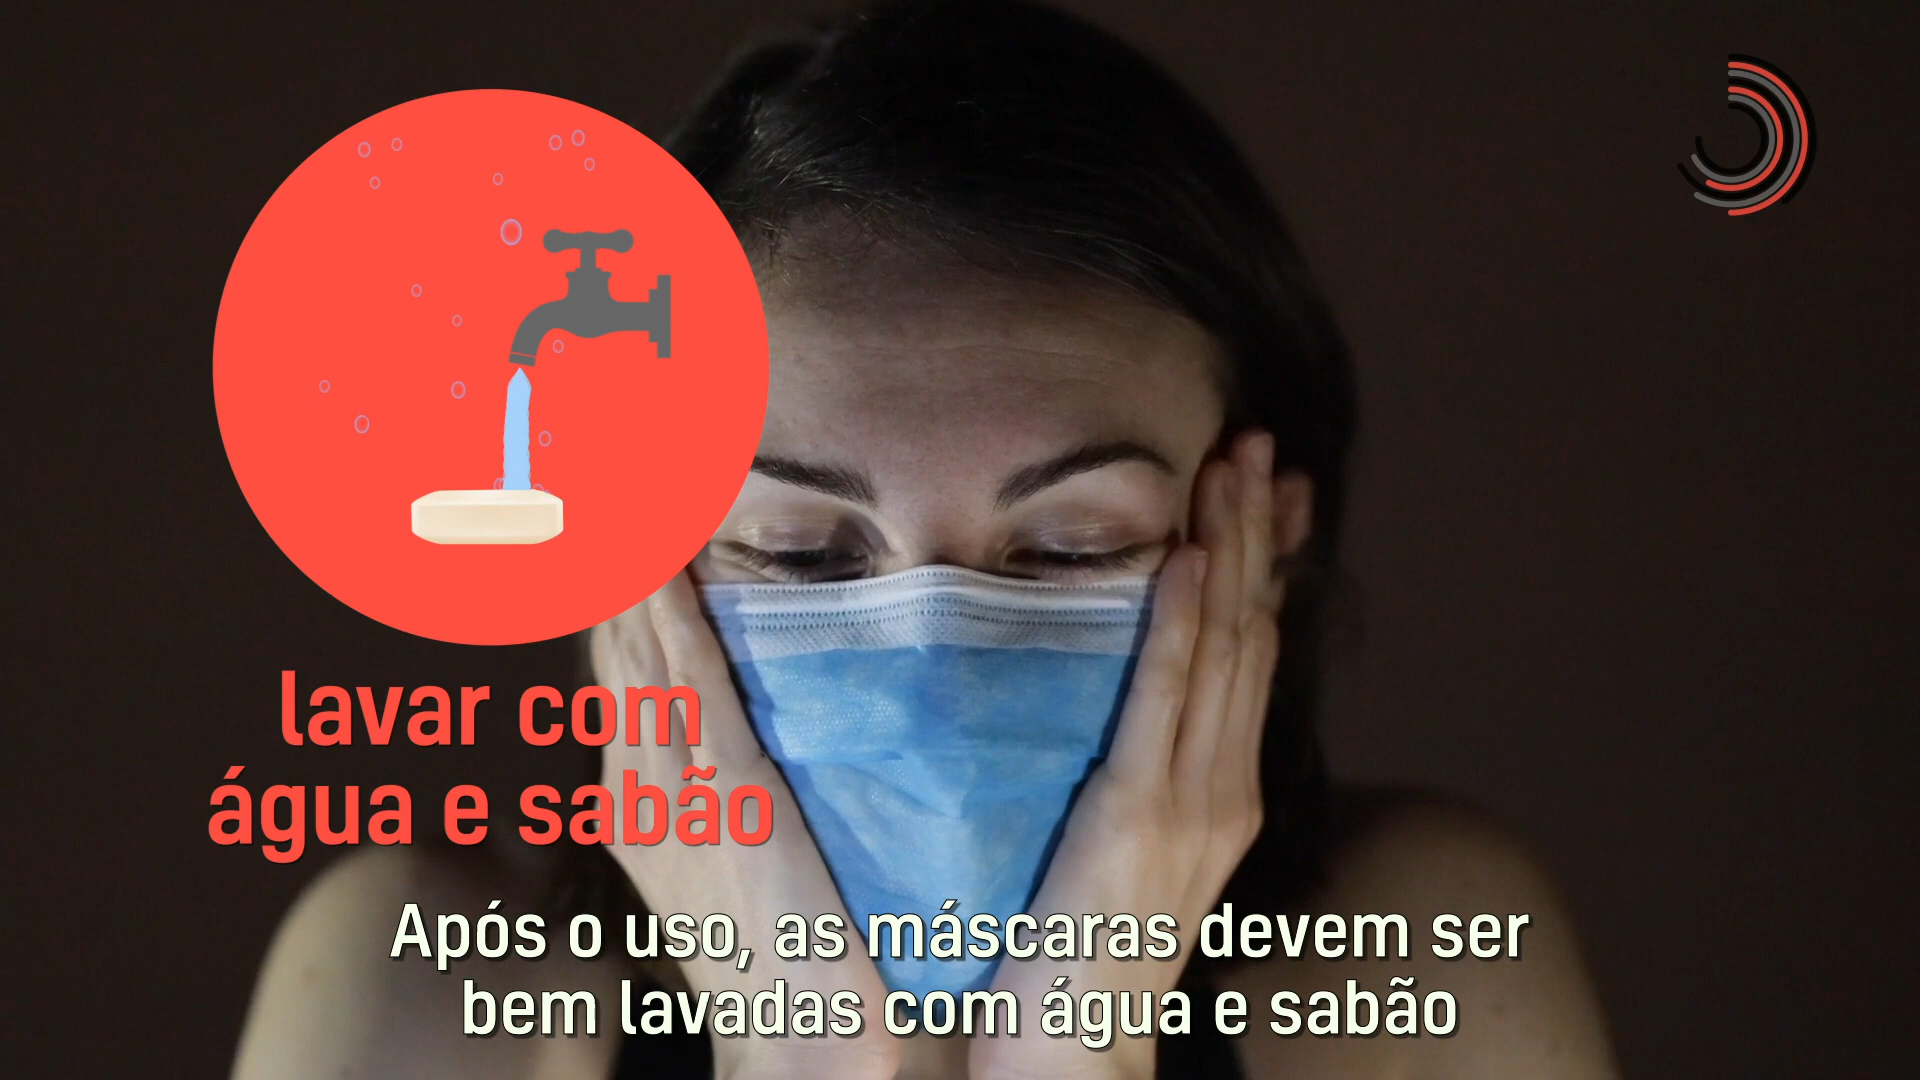 lavar com
água e sabão
Após o uso, as máscaras devem ser
bem lavadas com água e sabão